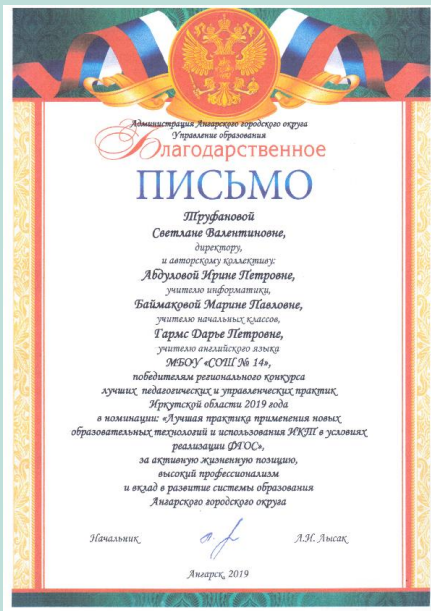 Администрация Ангарского городского округа
Управление образования
Благодарственное
ПИСЬМО
Труфановой
Светлане Валентиновне,
директору,
и авторскому коллективу:
Абдуловой Ирине Петровне,
учителю информатики,
Баймаковой Марине Павловне,
учителю начальных классов,
Гармс Дарье Петровне,
учителю английского языка
МБОУ «СОШ № 14»,
победителям регионального конкурса
лучших педагогических и управленческих практик
Иркутской области 2019 года
в номинации: «Лучшая практика применения новых
образовательных технологий и использования ИКТ в условиях
реализации ФГОС»,
за активную жизненную позицию,
высокий профессионализм
и вклад в развитие системы образования
Ангарского городского округа
Начальник Л.И. Лысак
Ангарск, 2019